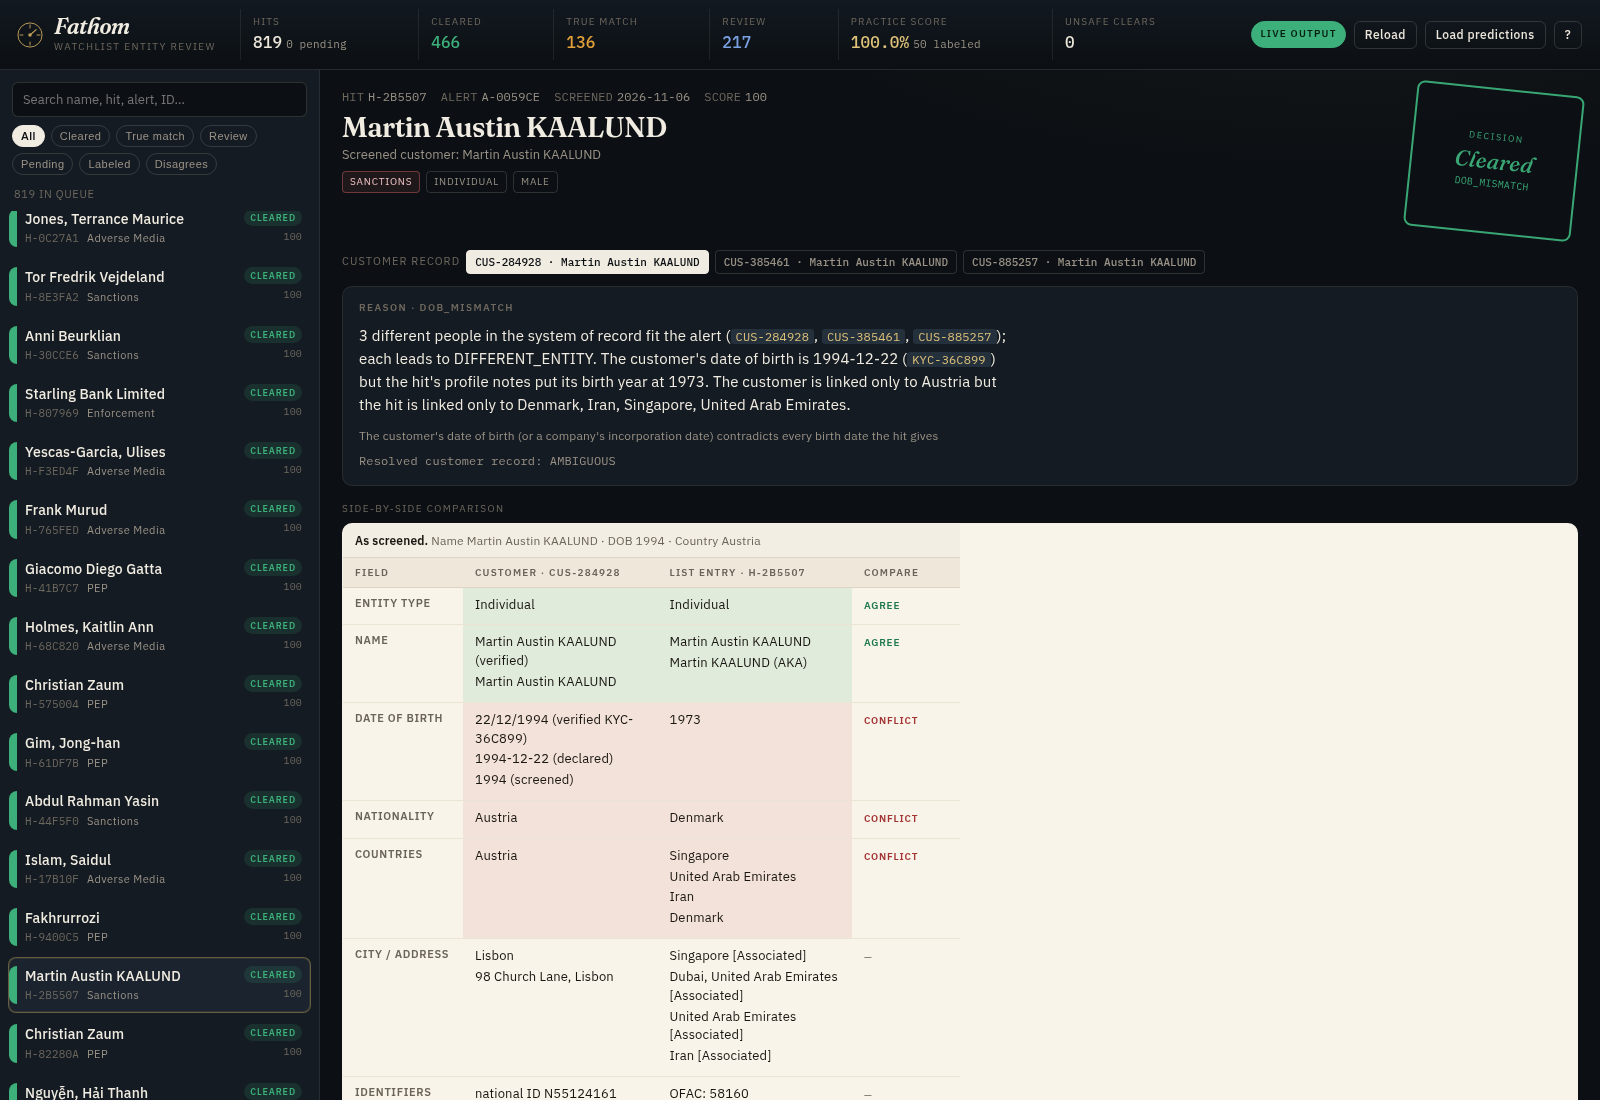 Fathom
WATCHLIST ENTITY REVIEW
HITS
819 0 pending
CLEARED
466
TRUE MATCH
136
REVIEW
217
PRACTICE SCORE
100.0% 50 labeled
UNSAFE CLEARS
0
LIVE OUTPUT
Reload
Load predictions
?
Search name, hit, alert, ID...
All
Cleared
True match
Review
Pending
Labeled
Disagrees
819 IN QUEUE
Jones, Terrance Maurice CLEARED
H-0C27A1 Adverse Media 100
Tor Fredrik Vejdeland CLEARED
H-8E3FA2 Sanctions 100
Anni Beurklian CLEARED
H-30CCE6 Sanctions 100
Starling Bank Limited CLEARED
H-807969 Enforcement 100
Yescas-Garcia, Ulises CLEARED
H-F3ED4F Adverse Media 100
Frank Murud CLEARED
H-765FED Adverse Media 100
Giacomo Diego Gatta CLEARED
H-41B7C7 PEP 100
Holmes, Kaitlin Ann CLEARED
H-68C820 Adverse Media 100
Christian Zaum CLEARED
H-575004 PEP 100
Gim, Jong-han CLEARED
H-61DF7B PEP 100
Abdul Rahman Yasin CLEARED
H-44F5F0 Sanctions 100
Islam, Saidul CLEARED
H-17B10F Adverse Media 100
Fakhrurrozi CLEARED
H-9400C5 PEP 100
Martin Austin KAALUND CLEARED
H-2B5507 Sanctions 100
Christian Zaum CLEARED
H-82280A PEP 100
Nguyễn, Hải Thanh CLEARED
HIT H-2B5507 ALERT A-0059CE SCREENED 2026-11-06 SCORE 100
Martin Austin KAALUND
Screened customer: Martin Austin KAALUND
SANCTIONS INDIVIDUAL MALE
DECISION
Cleared
DOB_MISMATCH
CUSTOMER RECORD CUS-284928 · Martin Austin KAALUND CUS-385461 · Martin Austin KAALUND CUS-885257 · Martin Austin KAALUND
REASON · DOB_MISMATCH
3 different people in the system of record fit the alert ( CUS-284928 , CUS-385461 , CUS-885257 );
each leads to DIFFERENT_ENTITY. The customer's date of birth is 1994-12-22 ( KYC-36C899 )
but the hit's profile notes put its birth year at 1973. The customer is linked only to Austria but
the hit is linked only to Denmark, Iran, Singapore, United Arab Emirates.
The customer's date of birth (or a company's incorporation date) contradicts every birth date the hit gives
Resolved customer record: AMBIGUOUS
SIDE-BY-SIDE COMPARISON
As screened. Name Martin Austin KAALUND · DOB 1994 · Country Austria
FIELD CUSTOMER · CUS-284928 LIST ENTRY · H-2B5507 COMPARE
ENTITY TYPE Individual Individual AGREE
NAME Martin Austin KAALUND Martin Austin KAALUND AGREE
(verified) Martin KAALUND (AKA)
Martin Austin KAALUND
DATE OF BIRTH 22/12/1994 (verified KYC- 1973 CONFLICT
36C899)
1994-12-22 (declared)
1994 (screened)
NATIONALITY Austria Denmark CONFLICT
COUNTRIES Austria Singapore CONFLICT
United Arab Emirates
Iran
Denmark
CITY / ADDRESS Lisbon Singapore [Associated] —
98 Church Lane, Lisbon Dubai, United Arab Emirates
[Associated]
United Arab Emirates
[Associated]
Iran [Associated]
IDENTIFIERS national ID N55124161 OFAC: 58160 —